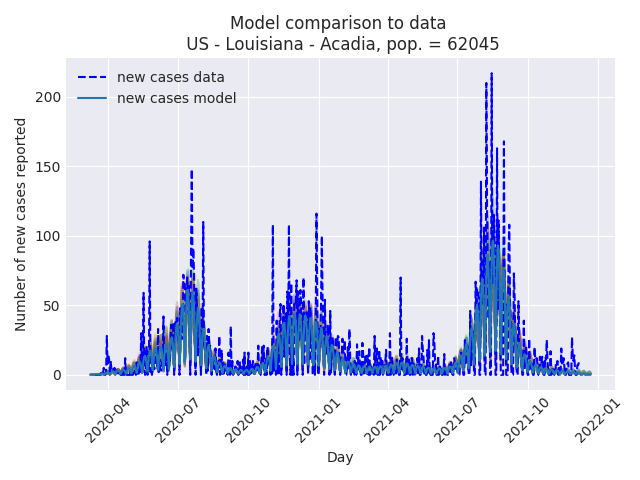 Model comparison to data
US - Louisiana - Acadia, pop. = 62045
new cases data
new cases model
Number of new cases reported
200
150
100
50
0
2020-04
2020-07
2020-10
2021-01
2021-04
2021-07
2021-10
2022-01
Day